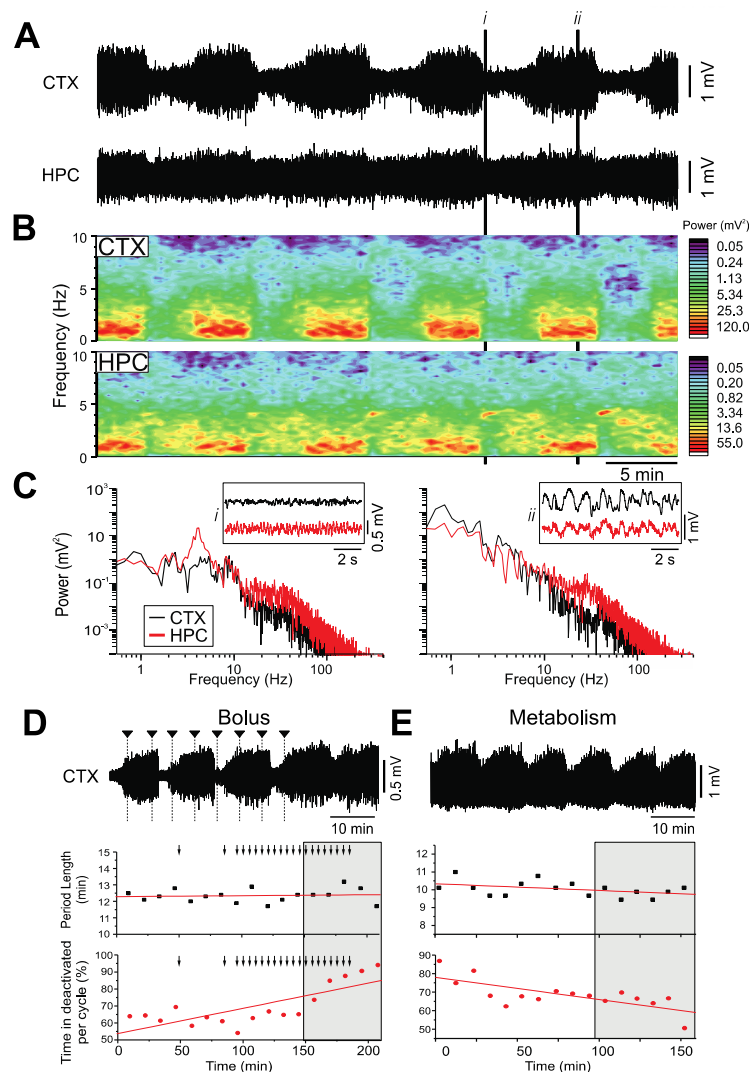 A
i
ii
CTX
1 mV
HPC
1 mV
B
Power (mV²)
CTX
10
5
0
0.05
0.24
1.13
5.34
25.3
120.0
Frequency (Hz)
HPC
10
5
0
0.05
0.20
0.82
3.34
13.6
55.0
5 min
C
10³
10
10⁻¹
10⁻³
Power (mV²)
i
0.5 mV
2 s
ii
1 mV
2 s
CTX
HPC
1
10
100
Frequency (Hz)
1
10
100
Frequency (Hz)
D
Bolus
CTX
0.5 mV
10 min
Period Length
(min)
15
14
13
12
11
10
Time in deactivated
per cycle (%)
100
90
80
70
60
50
0
50
100
150
200
Time (min)
E
Metabolism
1 mV
10 min
12
11
10
9
8
90
80
70
60
50
0
50
100
150
Time (min)